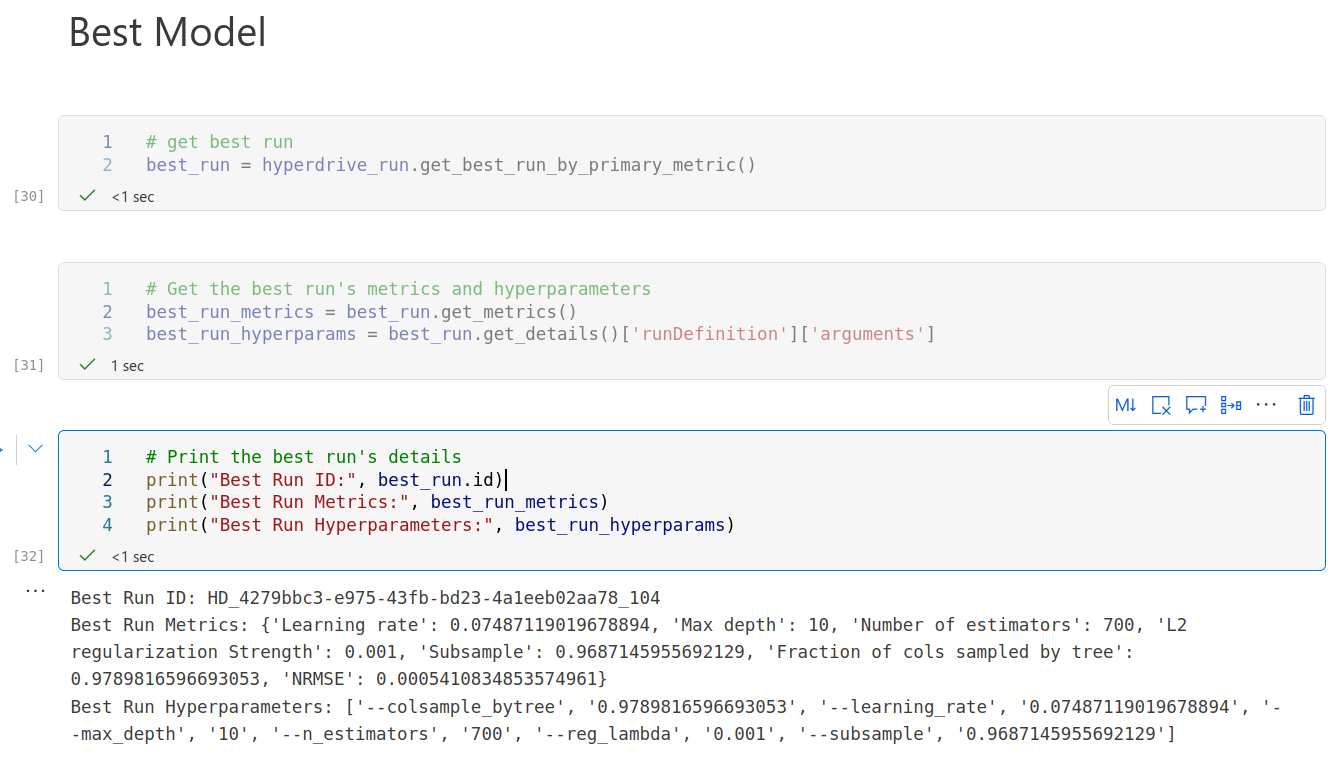 Best Model
1 # get best run
2 best_run = hyperdrive_run.get_best_run_by_primary_metric()
[30] <1 sec
1 # Get the best run's metrics and hyperparameters
2 best_run_metrics = best_run.get_metrics()
3 best_run_hyperparams = best_run.get_details()['runDefinition']['arguments']
[31] 1 sec
M↓ ...
1 # Print the best run's details
2 print("Best Run ID:", best_run.id)
3 print("Best Run Metrics:", best_run_metrics)
4 print("Best Run Hyperparameters:", best_run_hyperparams)
[32] <1 sec
...
Best Run ID: HD_4279bbc3-e975-43fb-bd23-4a1eeb02aa78_104
Best Run Metrics: {'Learning rate': 0.07487119019678894, 'Max depth': 10, 'Number of estimators': 700, 'L2
regularization Strength': 0.001, 'Subsample': 0.9687145955692129, 'Fraction of cols sampled by tree':
0.9789816596693053, 'NRMSE': 0.0005410834853574961}
Best Run Hyperparameters: ['--colsample_bytree', '0.9789816596693053', '--learning_rate', '0.07487119019678894', '-
-max_depth', '10', '--n_estimators', '700', '--reg_lambda', '0.001', '--subsample', '0.9687145955692129']